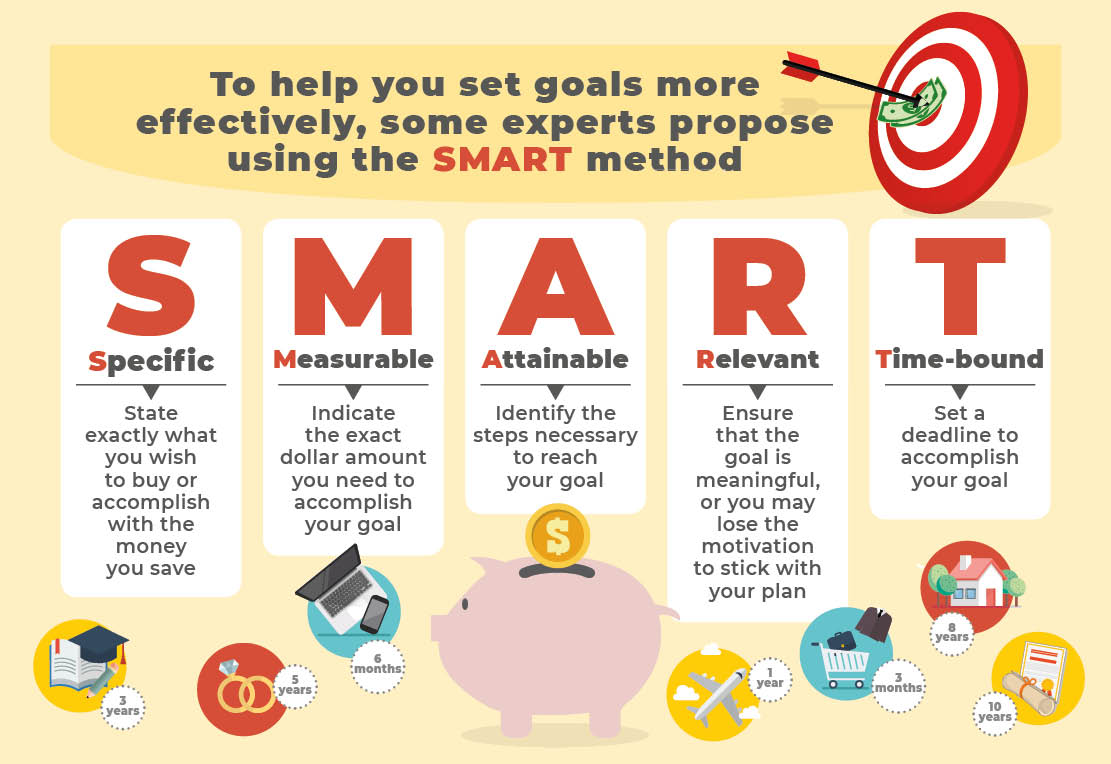 To help you set goals more
effectively, some experts propose
using the SMART method
S
Specific
State
exactly what
you wish
to buy or
accomplish
with the
money
you save
M
Measurable
Indicate
the exact
dollar amount
you need to
accomplish
your goal
A
Attainable
Identify the
steps necessary
to reach
your goal
R
Relevant
Ensure
that the
goal is
meaningful,
or you may
lose the
motivation
to stick with
your plan
T
Time-bound
Set a
deadline to
accomplish
your goal
$
3
years
5
years
6
months
1
year
3
months
8
years
10
years